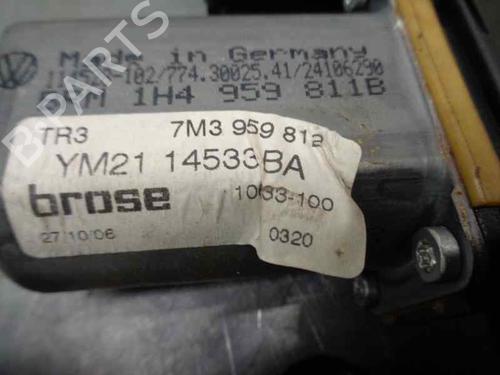 Made in Germany
102/774.30025.41/24106290
1H4 959 811B
TR3 7M3 959 812
YM21 14533BA
brose 1033-100
27/10/06 0320
B-PARTS